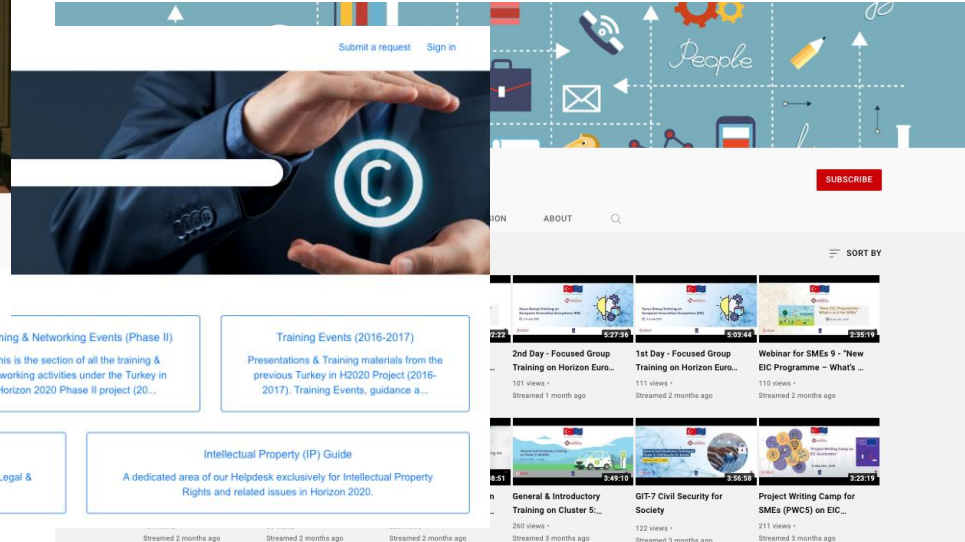 Submit a request Sign in
People
©
SUBSCRIBE
ABOUT
SORT BY
ning & Networking Events (Phase II)
his is the section of all the training &
working activities under the Turkey in
Horizon 2020 Phase II project (20...
Training Events (2016-2017)
Presentations & Training materials from the
previous Turkey in H2020 Project (2016-
2017). Training Events, guidance a...
Legal &
Intellectual Property (IP) Guide
A dedicated area of our Helpdesk exclusively for Intellectual Property
Rights and related issues in Horizon 2020.
5:27:36
2nd Day - Focused Group
Training on Horizon Euro...
101 views •
Streamed 1 month ago
5:03:44
1st Day - Focused Group
Training on Horizon Euro...
111 views •
Streamed 2 months ago
2:35:19
Webinar for SMEs 9 - "New
EIC Programme – What's ...
110 views •
Streamed 2 months ago
3:49:10
General & Introductory
Training on Cluster 5:...
260 views •
Streamed 3 months ago
3:56:58
GIT-7 Civil Security for
Society
122 views •
Streamed 3 months ago
3:23:19
Project Writing Camp for
SMEs (PWC5) on EIC...
211 views •
Streamed 3 months ago
Streamed 2 months ago
Streamed 2 months ago
Streamed 2 months ago